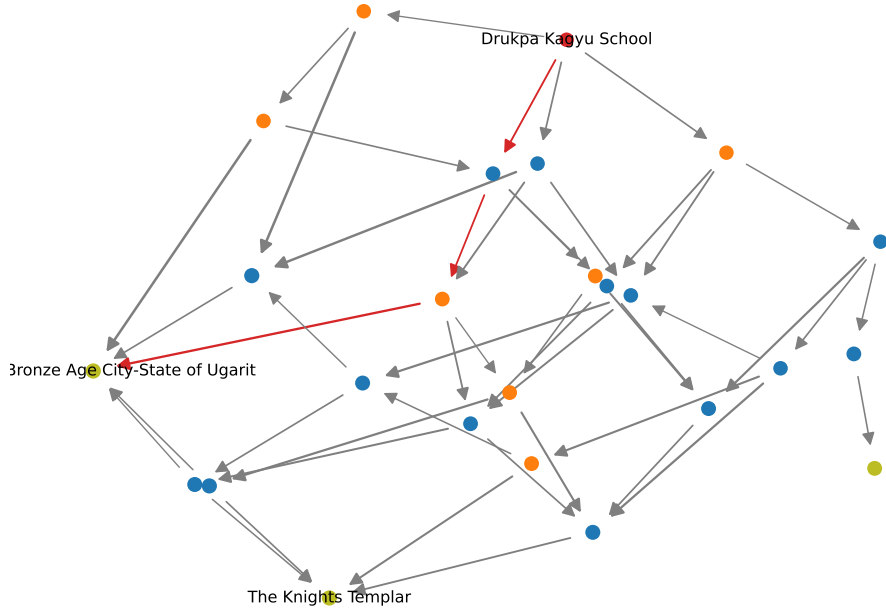 Drukpa Kagyu School
Bronze Age City-State of Ugarit
The Knights Templar